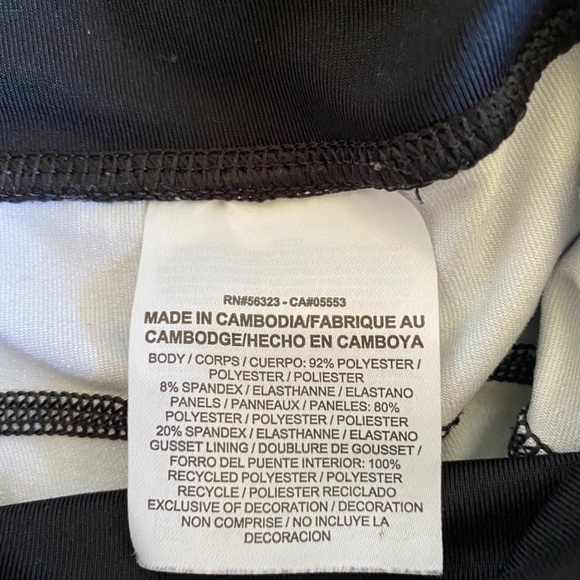 RN#56323 - CA#05553
MADE IN CAMBODIA/FABRIQUE AU
CAMBODGE/HECHO EN CAMBOYA
BODY / CORPS / CUERPO: 92% POLYESTER /
POLYESTER / POLIESTER
8% SPANDEX / ELASTHANNE / ELASTANO
PANELS / PANNEAUX / PANELES: 80%
POLYESTER / POLYESTER / POLIESTER
20% SPANDEX / ELASTHANNE / ELASTANO
GUSSET LINING / DOUBLURE DE GOUSSET /
FORRO DEL PUENTE INTERIOR: 100%
RECYCLED POLYESTER / POLYESTER
RECYCLE / POLIESTER RECICLADO
EXCLUSIVE OF DECORATION / DECORATION
NON COMPRISE / NO INCLUYE LA
DECORACION